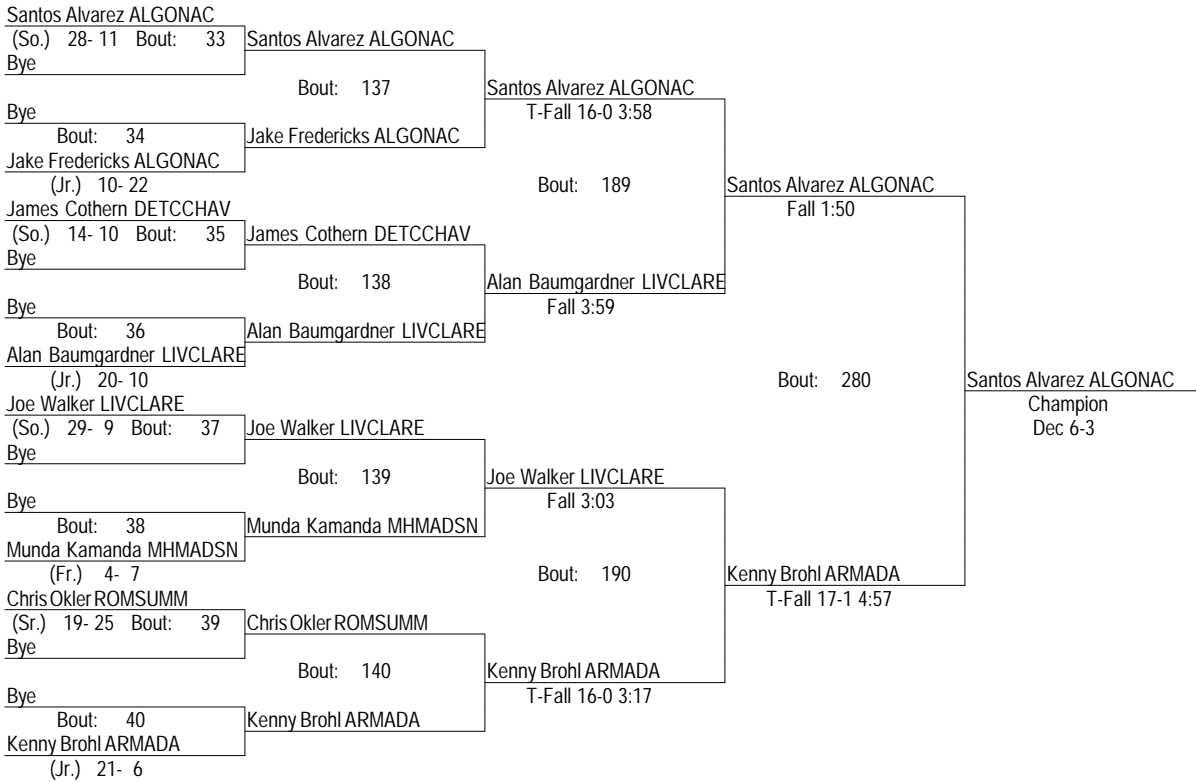 Santos Alvarez ALGONAC
(So.) 28- 11 Bout: 33
Bye
Bye
Bout: 34
Jake Fredericks ALGONAC
(Jr.) 10- 22
James Cothern DETCCHAV
(So.) 14- 10 Bout: 35
Bye
Bye
Bout: 36
Alan Baumgardner LIVCLARE
(Jr.) 20- 10
Joe Walker LIVCLARE
(So.) 29- 9 Bout: 37
Bye
Bye
Bout: 38
Munda Kamanda MHMADSN
(Fr.) 4- 7
Chris Okler ROMSUMM
(Sr.) 19- 25 Bout: 39
Bye
Bye
Bout: 40
Kenny Brohl ARMADA
(Jr.) 21- 6
Santos Alvarez ALGONAC
Bout: 137
Jake Fredericks ALGONAC
James Cothern DETCCHAV
Bout: 138
Alan Baumgardner LIVCLARE
Joe Walker LIVCLARE
Bout: 139
Munda Kamanda MHMADSN
Chris Okler ROMSUMM
Bout: 140
Kenny Brohl ARMADA
Santos Alvarez ALGONAC
T-Fall 16-0 3:58
Bout: 189
Alan Baumgardner LIVCLARE
Fall 3:59
Joe Walker LIVCLARE
Fall 3:03
Bout: 190
Kenny Brohl ARMADA
T-Fall 16-0 3:17
Santos Alvarez ALGONAC
Fall 1:50
Bout: 280
Kenny Brohl ARMADA
T-Fall 17-1 4:57
Santos Alvarez ALGONAC
Champion
Dec 6-3